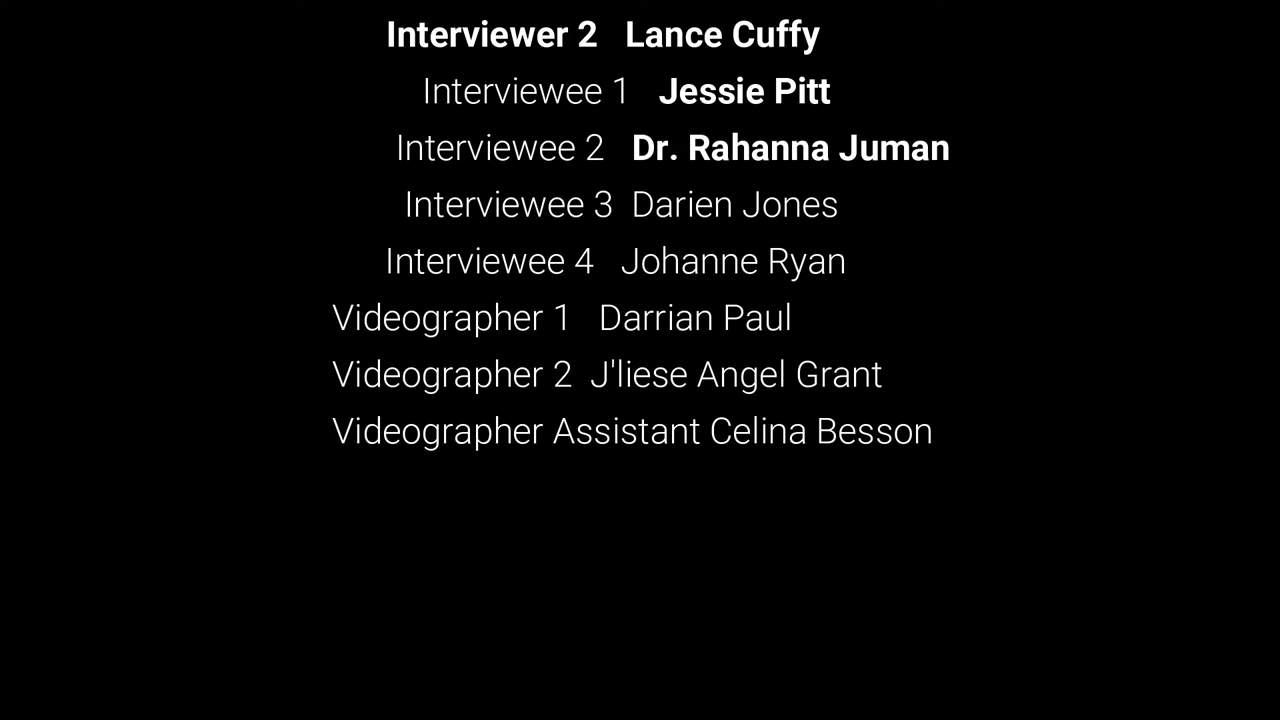 Interviewer 2 Lance Cuffy
Interviewee 1 Jessie Pitt
Interviewee 2 Dr. Rahanna Juman
Interviewee 3 Darien Jones
Interviewee 4 Johanne Ryan
Videographer 1 Darrian Paul
Videographer 2 J'liese Angel Grant
Videographer Assistant Celina Besson